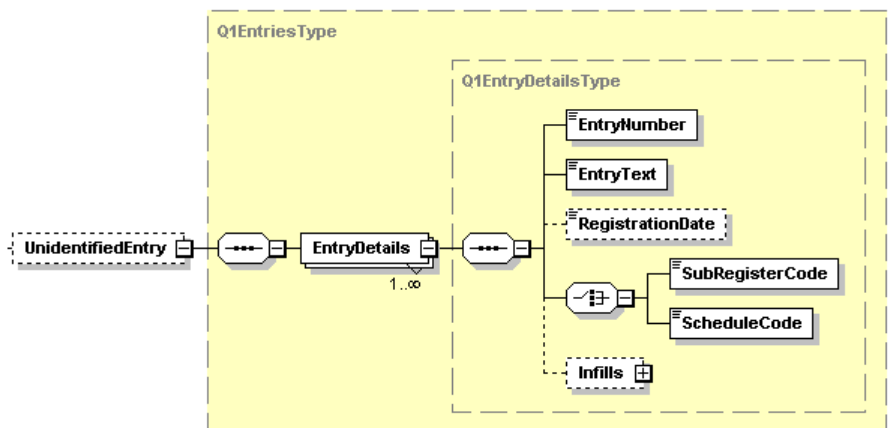 Q1EntriesType
Q1EntryDetailsType
EntryNumber
EntryText
RegistrationDate
UnidentifiedEntry
EntryDetails
1..∞
SubRegisterCode
ScheduleCode
Infills